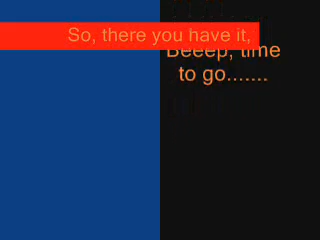 So, there you have it,
Beeep, time
to go.......